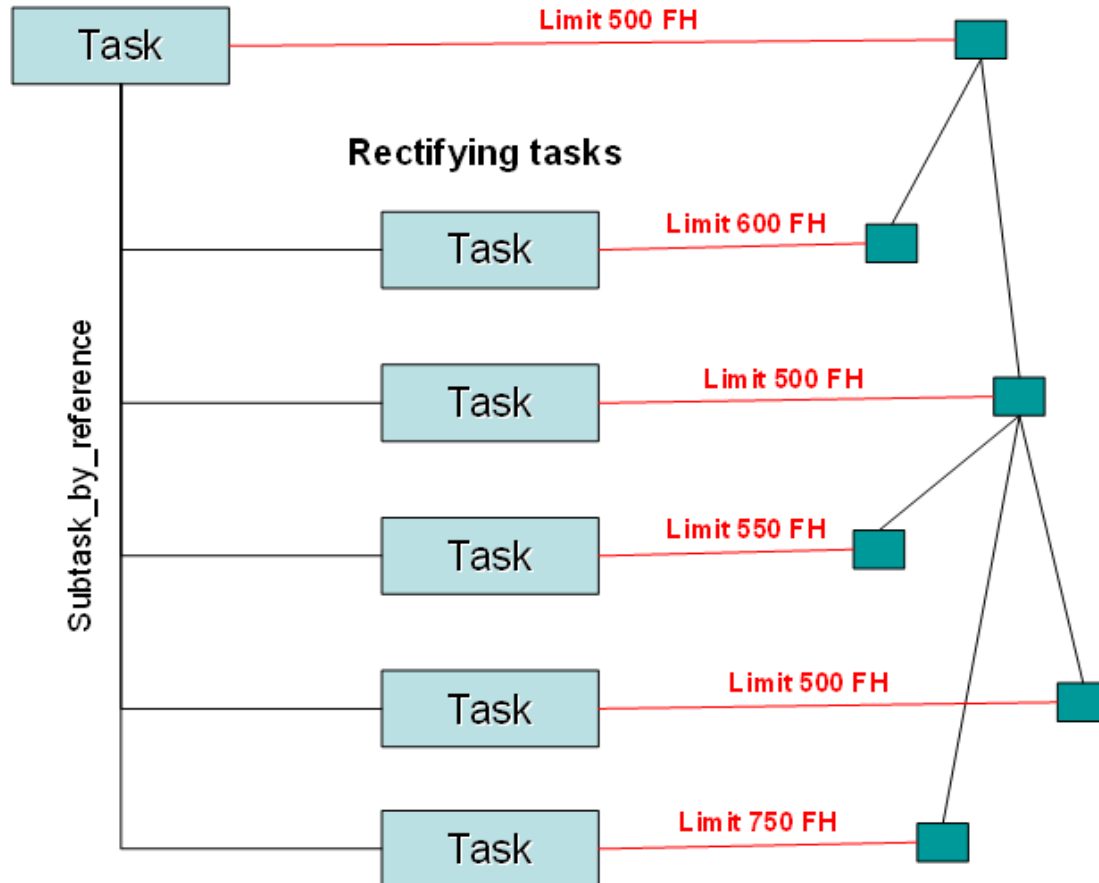 Task
Limit 500 FH
Rectifying tasks
Task
Limit 600 FH
Task
Limit 500 FH
Subtask_by_reference
Task
Limit 550 FH
Task
Limit 500 FH
Task
Limit 750 FH